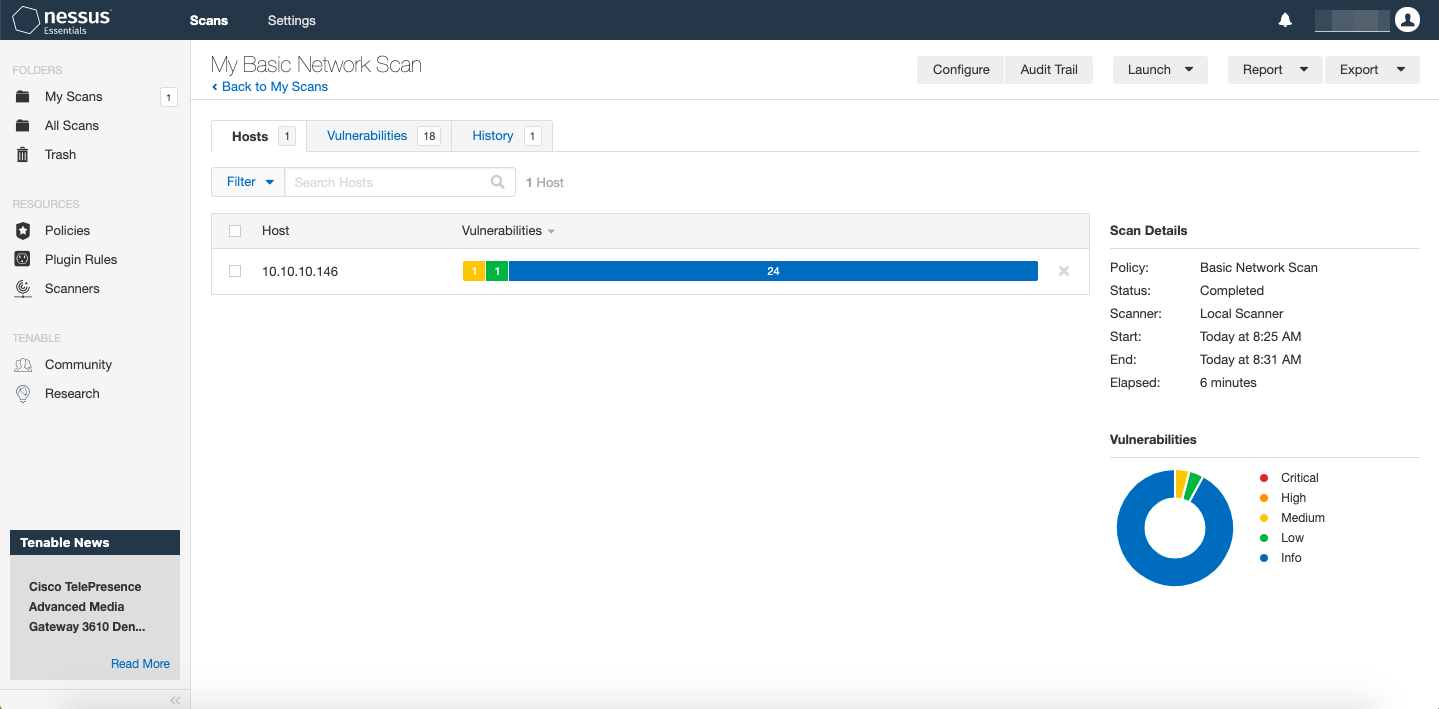 nessus
Essentials
Scans
Settings
FOLDERS
My Scans 1
All Scans
Trash
RESOURCES
Policies
Plugin Rules
Scanners
TENABLE
Community
Research
Tenable News
Cisco TelePresence
Advanced Media
Gateway 3610 Den...
Read More
My Basic Network Scan
Back to My Scans
Configure
Audit Trail
Launch
Report
Export
Hosts 1
Vulnerabilities 18
History 1
Filter
Search Hosts
1 Host
Host Vulnerabilities
10.10.10.146 1 1 24
Scan Details
Policy: Basic Network Scan
Status: Completed
Scanner: Local Scanner
Start: Today at 8:25 AM
End: Today at 8:31 AM
Elapsed: 6 minutes
Vulnerabilities
Critical
High
Medium
Low
Info